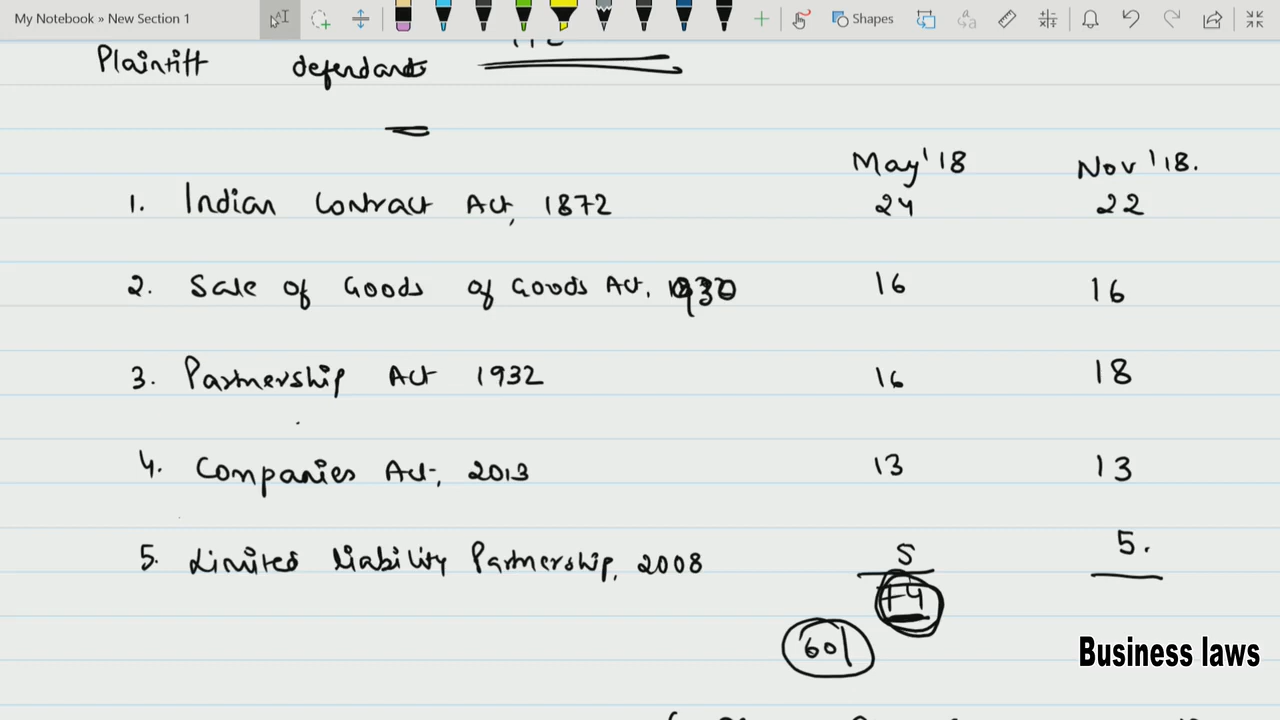 My Notebook » New Section 1
Shapes
Plaintiff defendants
May '18 Nov '18.
1. Indian Contract Act, 1872 24 22
2. Sale of Goods of Goods Act, 1930 16 16
3. Partnership Act 1932 16 18
4. Companies Act, 2013 13 13
5. Limited liability Partnership, 2008 5 5.
74
60/
Business laws